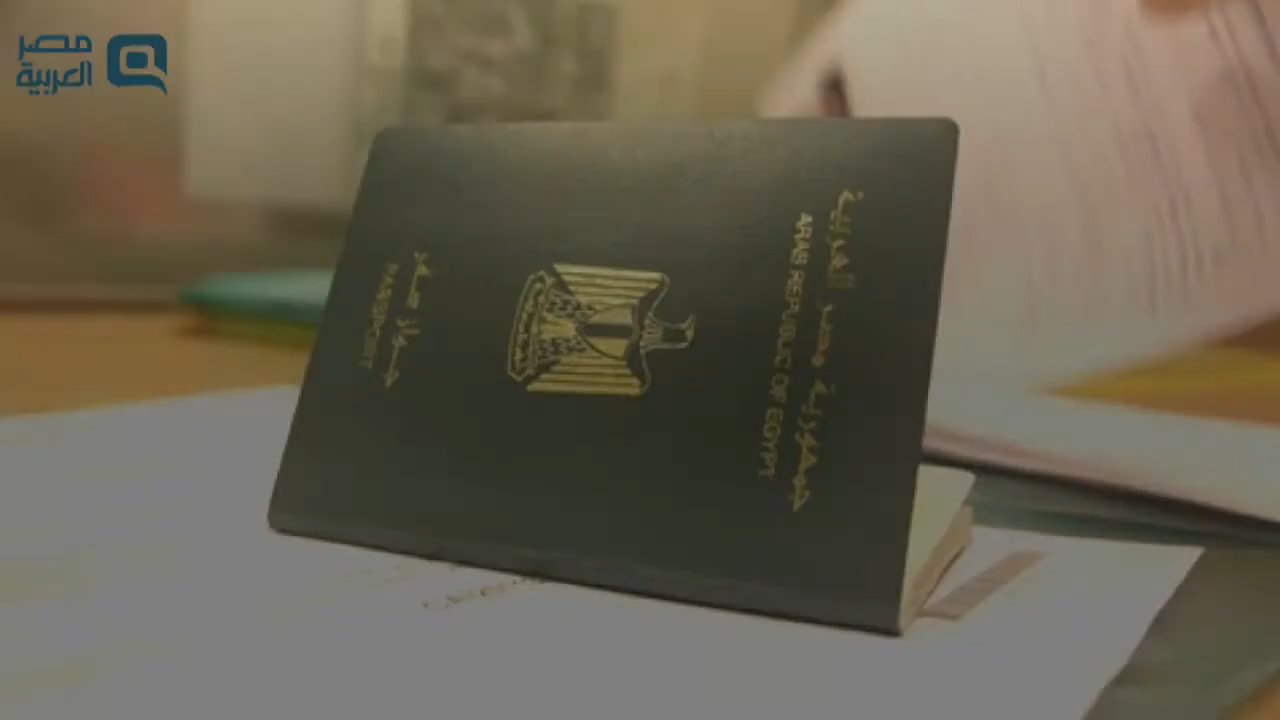 مصر
العربية
جمهورية مصر العربية
ARAB REPUBLIC OF EGYPT
جواز سفر
PASSPORT